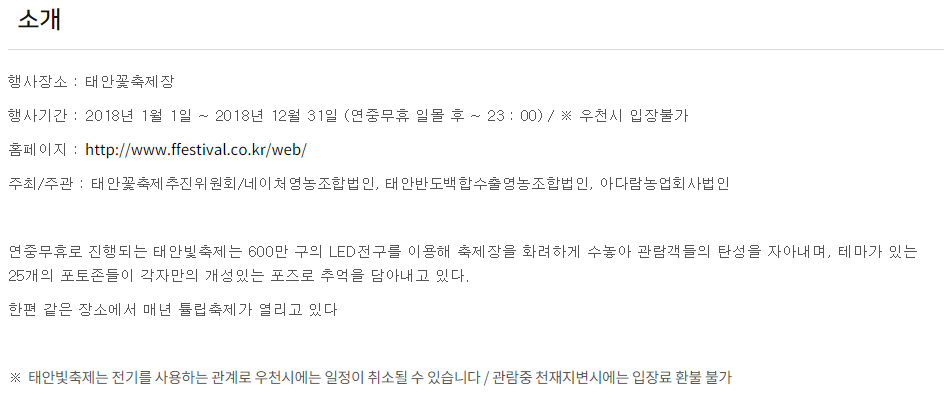 소개
행사장소 : 태안꽃축제장
행사기간 : 2018년 1월 1일 ~ 2018년 12월 31일 (연중무휴 일몰 후 ~ 23 : 00) / ※ 우천시 입장불가
홈페이지 : http://www.ffestival.co.kr/web/
주최/주관 : 태안꽃축제추진위원회/네이처영농조합법인, 태안반도백합수출영농조합법인, 아다람농업회사법인
연중무휴로 진행되는 태안빛축제는 600만 구의 LED전구를 이용해 축제장을 화려하게 수놓아 관람객들의 탄성을 자아내며, 테마가 있는
25개의 포토존들이 각자만의 개성있는 포즈로 추억을 담아내고 있다.
한편 같은 장소에서 매년 튤립축제가 열리고 있다
※ 태안빛축제는 전기를 사용하는 관계로 우천시에는 일정이 취소될 수 있습니다 / 관람중 천재지변시에는 입장료 환불 불가